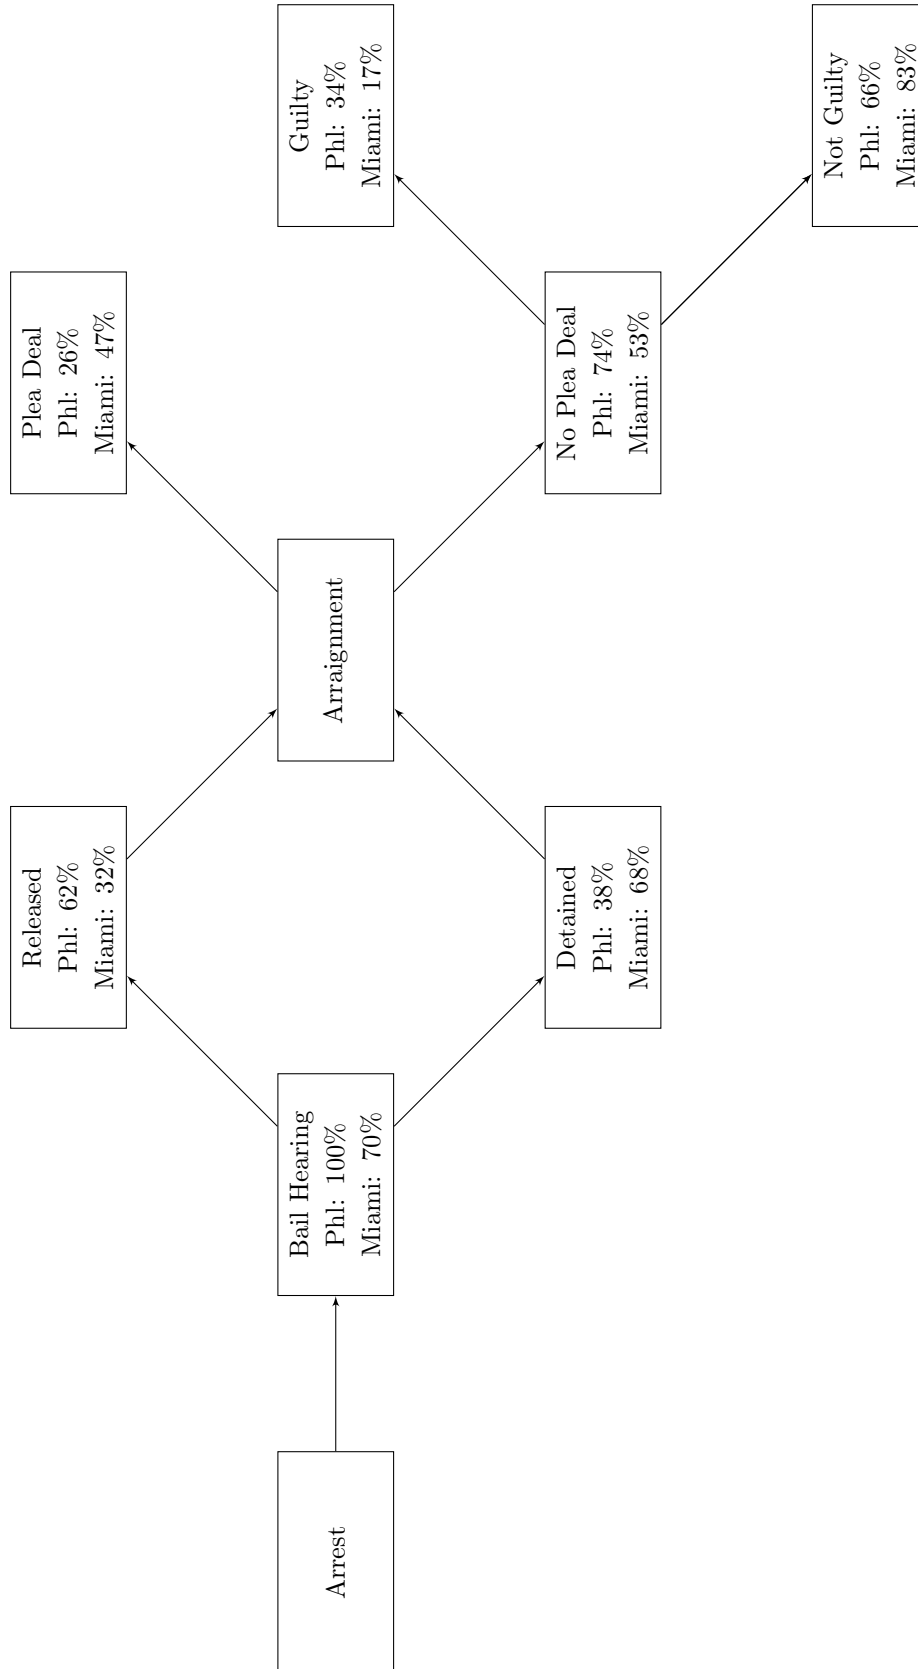 Arrest
Bail Hearing
Phl: 100%
Miami: 70%
Released
Phl: 62%
Miami: 32%
Detained
Phl: 38%
Miami: 68%
Arraignment
Plea Deal
Phl: 26%
Miami: 47%
No Plea Deal
Phl: 74%
Miami: 53%
Guilty
Phl: 34%
Miami: 17%
Not Guilty
Phl: 66%
Miami: 83%